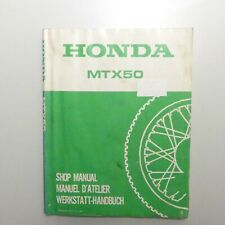 HONDA
MTX50
SHOP MANUAL
MANUEL D'ATELIER
WERKSTATT-HANDBUCH